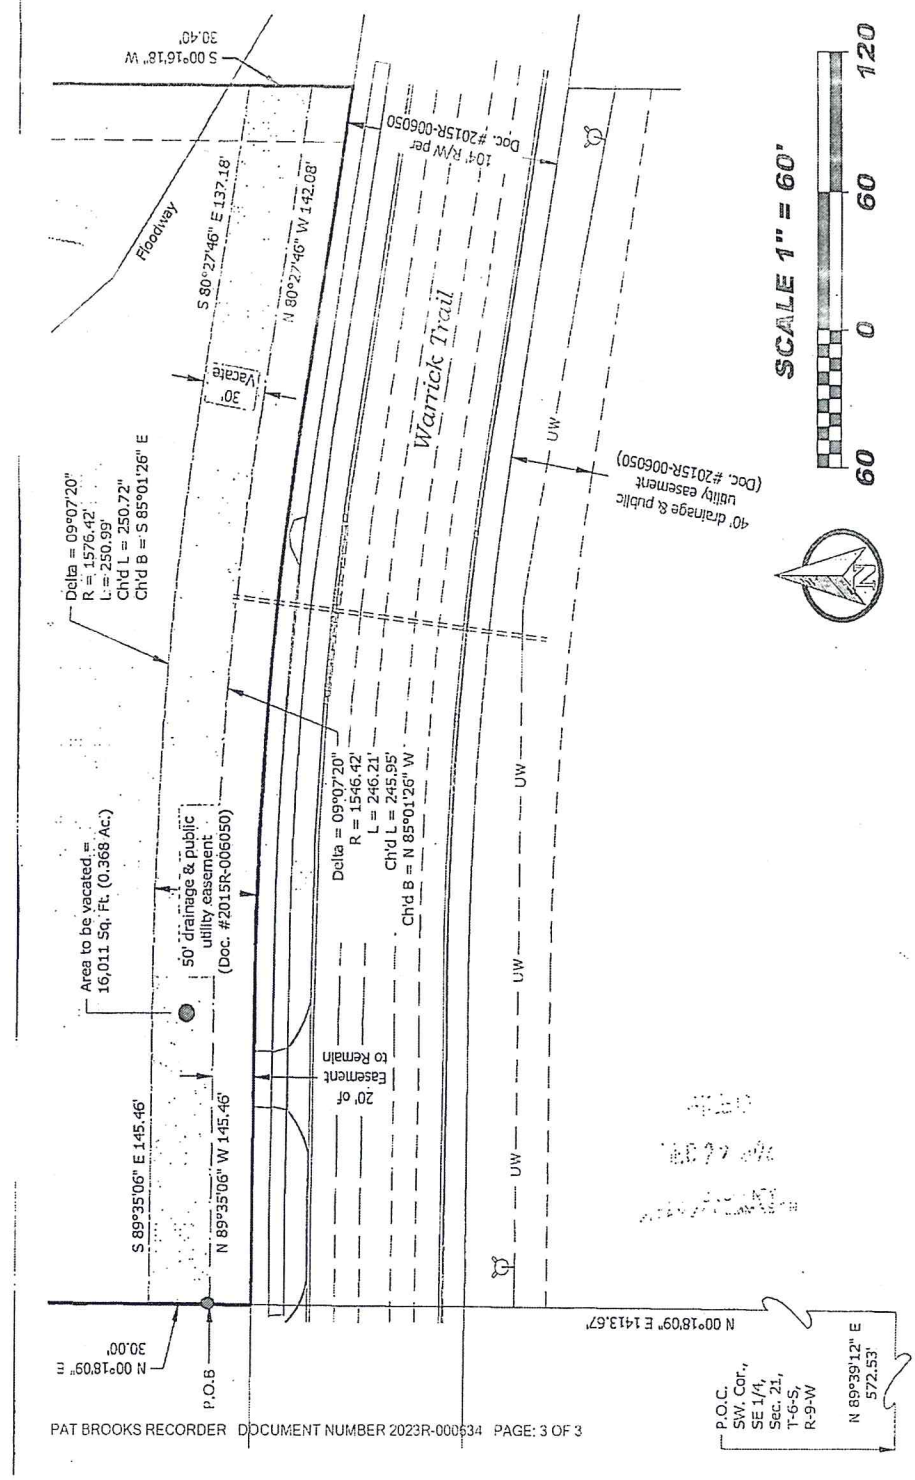 S 00°16'18" W
30.40'
Floodway
S 80°27'46" E 137.18'
N 80°27'46" W 142.08'
30'
Vacate
104' R/W per
Doc. #2015R-006050
Warrick Trail
Delta = 09°07'20"
R = 1576.42'
L = 250.99'
Ch'd L = 250.72"
Ch'd B = S 85°01'26" E
40' drainage & public
utility easement
(Doc. #2015R-006050)
UW
UW
UW
UW
Delta = 09°07'20"
R = 1546.42'
L = 246.21'
Ch'd L = 245.95'
Ch'd B = N 85°01'26" W
Area to be vacated =
16,011 Sq. Ft. (0.368 Ac.)
50' drainage & public
utility easement
(Doc. #2015R-006050)
20' of
Easement
to Remain
S 89°35'06" E 145.46'
N 89°35'06" W 145.46'
N 00°18'09" E
30.00'
P.O.B
N 00°18'09" E 1413.67'
P.O.C.
SW. Cor.,
SE 1/4,
Sec. 21,
T-6-S,
R-9-W
N 89°39'12" E
572.53'
SCALE 1" = 60'
60 0 60 120
N
PAT BROOKS RECORDER DOCUMENT NUMBER 2023R-000634 PAGE: 3 OF 3